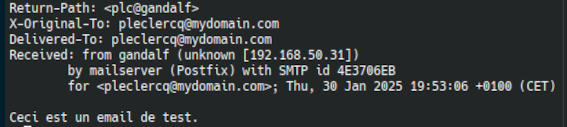 Return-Path: <plc@gandalf>
X-Original-To: pleclercq@mydomain.com
Delivered-To: pleclercq@mydomain.com
Received: from gandalf (unknown [192.168.50.31])
        by mailserver (Postfix) with SMTP id 4E3706EB
        for <pleclercq@mydomain.com>; Thu, 30 Jan 2025 19:53:06 +0100 (CET)

Ceci est un email de test.